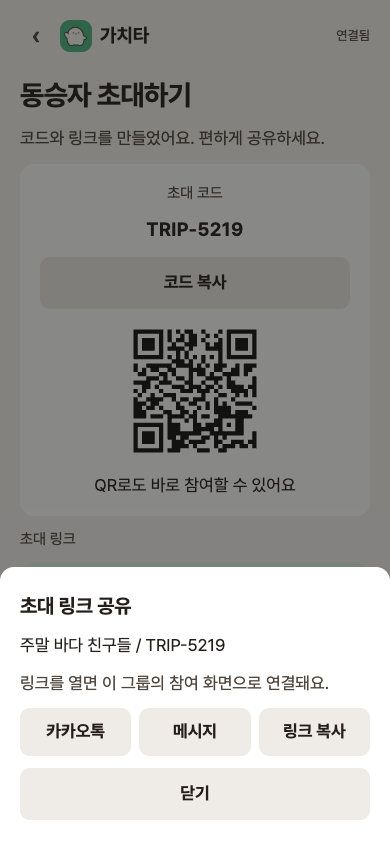 ‹ 가치타 연결됨
동승자 초대하기
코드와 링크를 만들었어요. 편하게 공유하세요.
초대 코드
TRIP-5219
코드 복사
QR로도 바로 참여할 수 있어요
초대 링크
초대 링크 공유
주말 바다 친구들 / TRIP-5219
링크를 열면 이 그룹의 참여 화면으로 연결돼요.
카카오톡 메시지 링크 복사
닫기